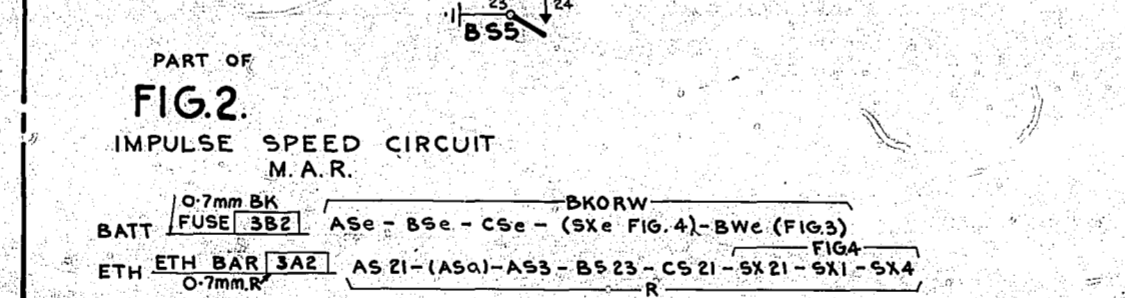 23 24
BS5
PART OF
FIG.2.
IMPULSE SPEED CIRCUIT
M.A.R.
0·7mm BK BKORW
BATT FUSE 3B2 ASe - BSe - CSe - (SXe FIG. 4)-BWe (FIG.3)
FIG4
ETH ETH BAR 3A2 AS 21-(ASa)-AS3 - BS 23 - CS 21 - SX 21 - SX1 - SX4
0·7mm.R R